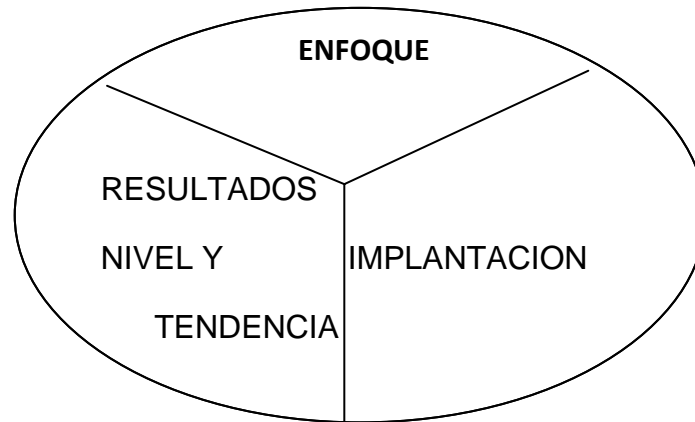 ENFOQUE
RESULTADOS
NIVEL Y
TENDENCIA
IMPLANTACION